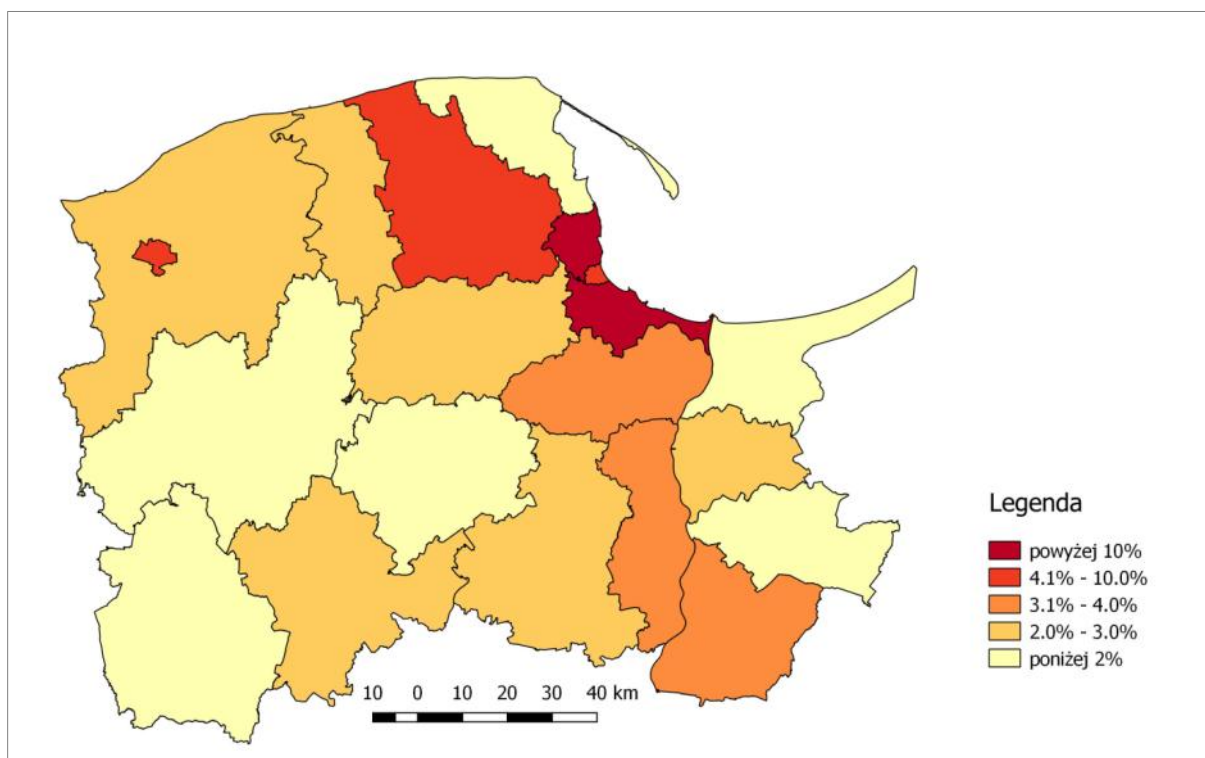 Legenda
powyżej 10%
4.1% - 10.0%
3.1% - 4.0%
2.0% - 3.0%
poniżej 2%
10 0 10 20 30 40 km